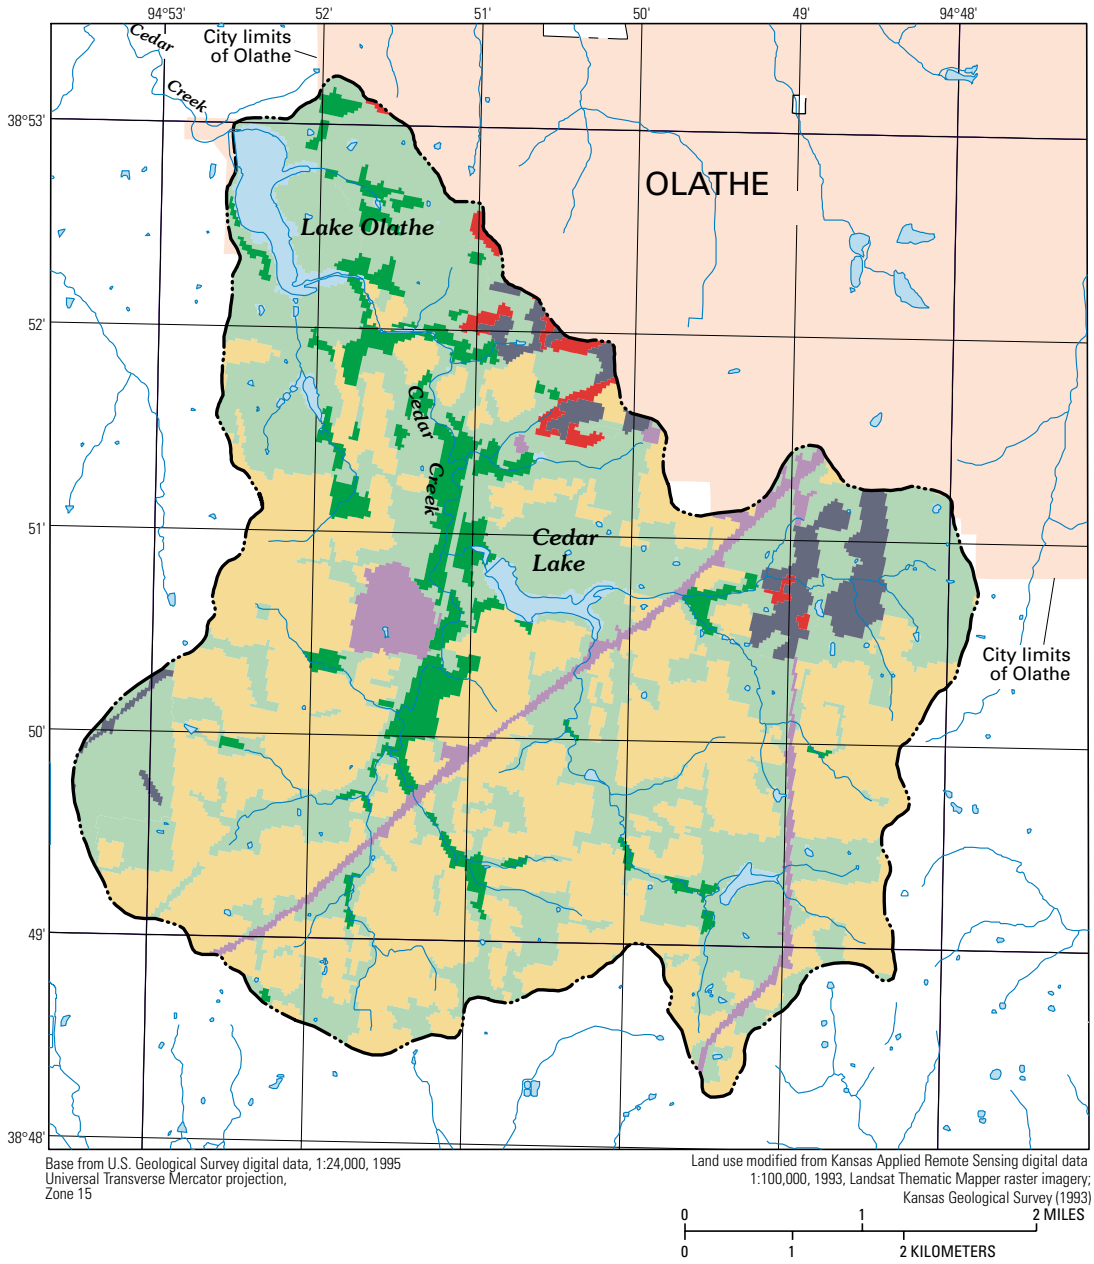 94°53'
52'
51'
50'
49'
94°48'
Cedar
Creek
City limits
of Olathe
38°53'
OLATHE
Lake Olathe
52'
Cedar
Creek
51'
Cedar
Lake
City limits
of Olathe
50'
49'
38°48'
Base from U.S. Geological Survey digital data, 1:24,000, 1995
Universal Transverse Mercator projection,
Zone 15
Land use modified from Kansas Applied Remote Sensing digital data
1:100,000, 1993, Landsat Thematic Mapper raster imagery;
Kansas Geological Survey (1993)
0 1 2 MILES
0 1 2 KILOMETERS